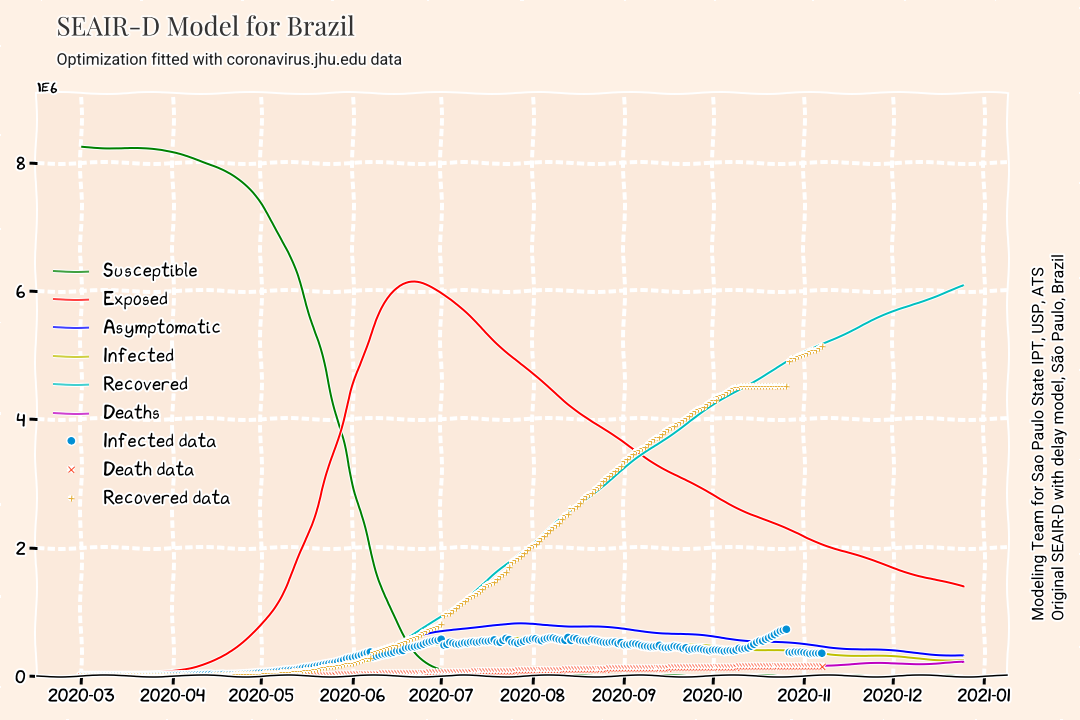 SEAIR-D Model for Brazil
Optimization fitted with coronavirus.jhu.edu data
1E6
8
6
4
2
0
Susceptible
Exposed
Asymptomatic
Infected
Recovered
Deaths
Infected data
Death data
Recovered data
2020-03 2020-04 2020-05 2020-06 2020-07 2020-08 2020-09 2020-10 2020-11 2020-12 2021-01
Modeling Team for Sao Paulo State IPT, USP, ATS
Original SEAIR-D with delay model, São Paulo, Brazil